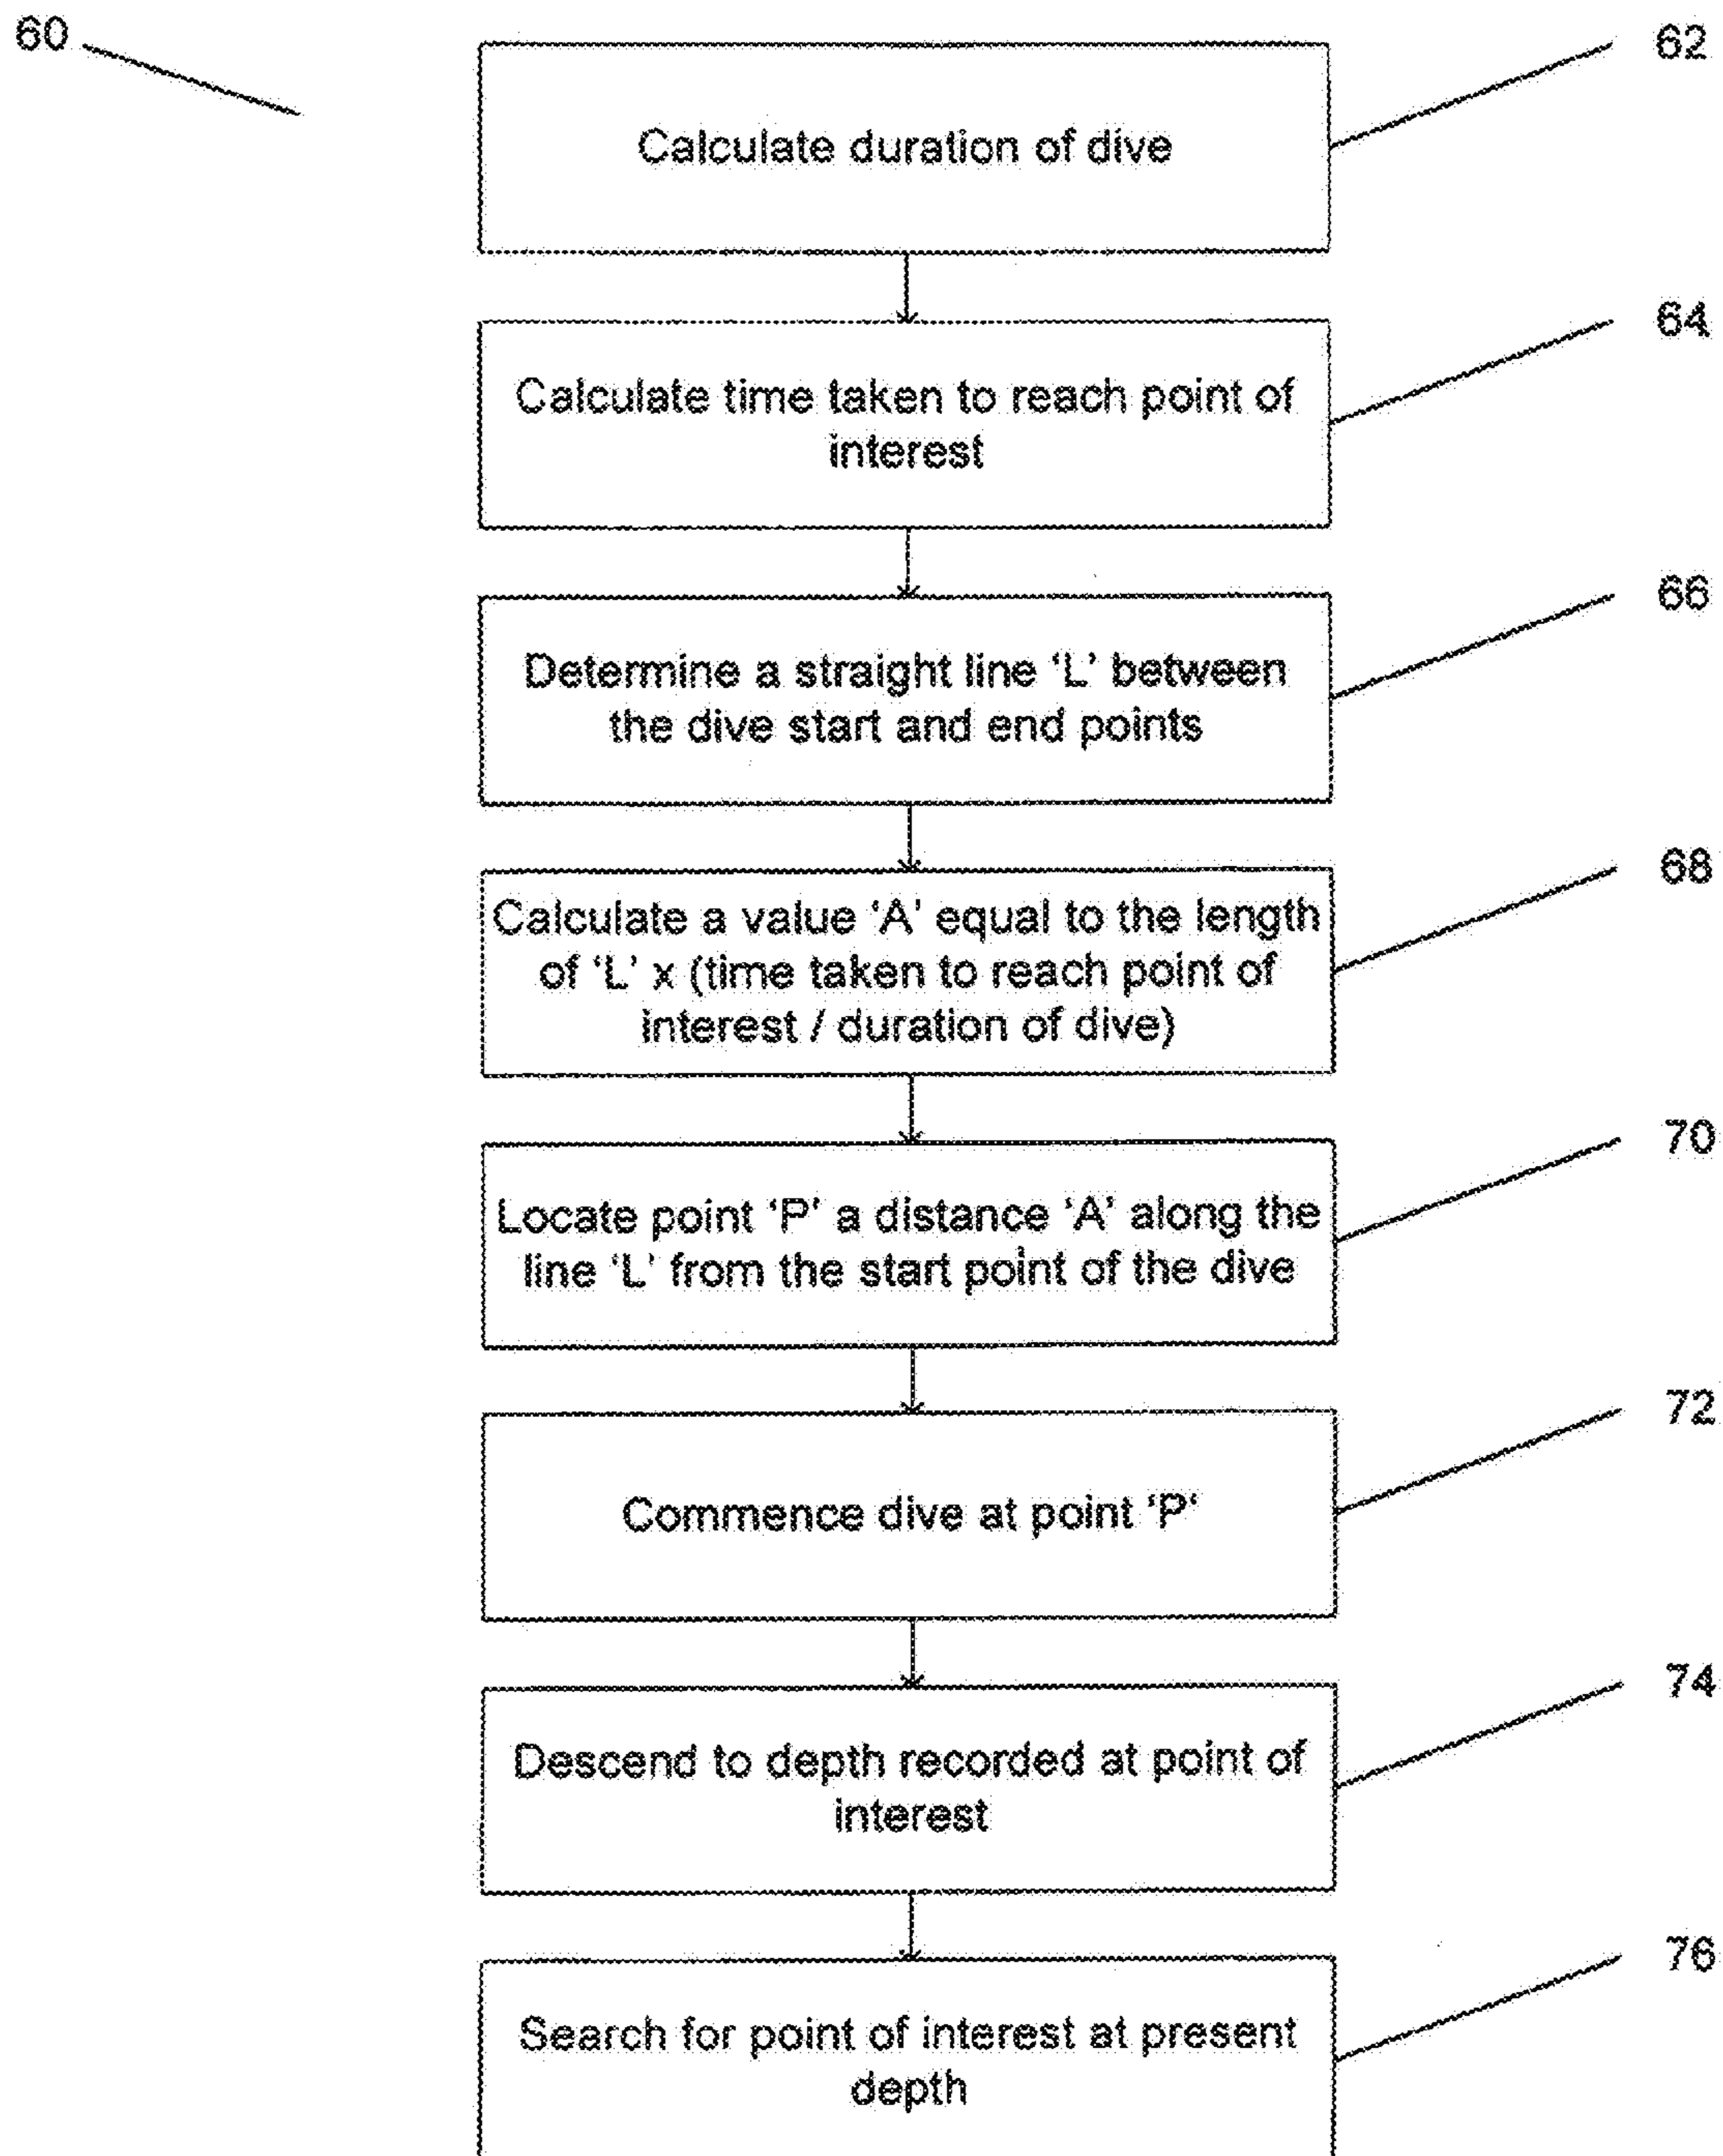 60
62
Calculate duration of dive
64
Calculate time taken to reach point of
interest
66
Determine a straight line ‘L’ between
the dive start and end points
68
Calculate a value ‘A’ equal to the length
of ‘L’ x (time taken to reach point of
interest / duration of dive)
70
Locate point ‘P’ a distance ‘A’ along the
line ‘L’ from the start point of the dive
72
Commence dive at point ‘P‘
74
Descend to depth recorded at point of
interest
76
Search for point of interest at present
depth